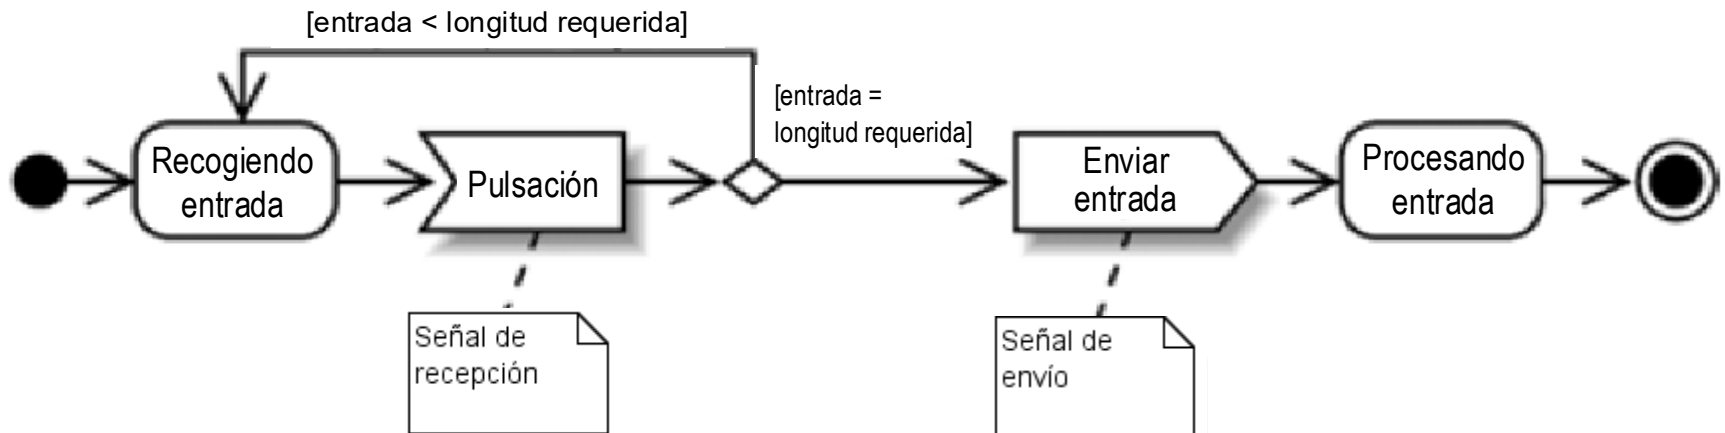 [entrada < longitud requerida]
[entrada =
longitud requerida]
Recogiendo
entrada
Pulsación
Enviar
entrada
Procesando
entrada
Señal de
recepción
Señal de
envío